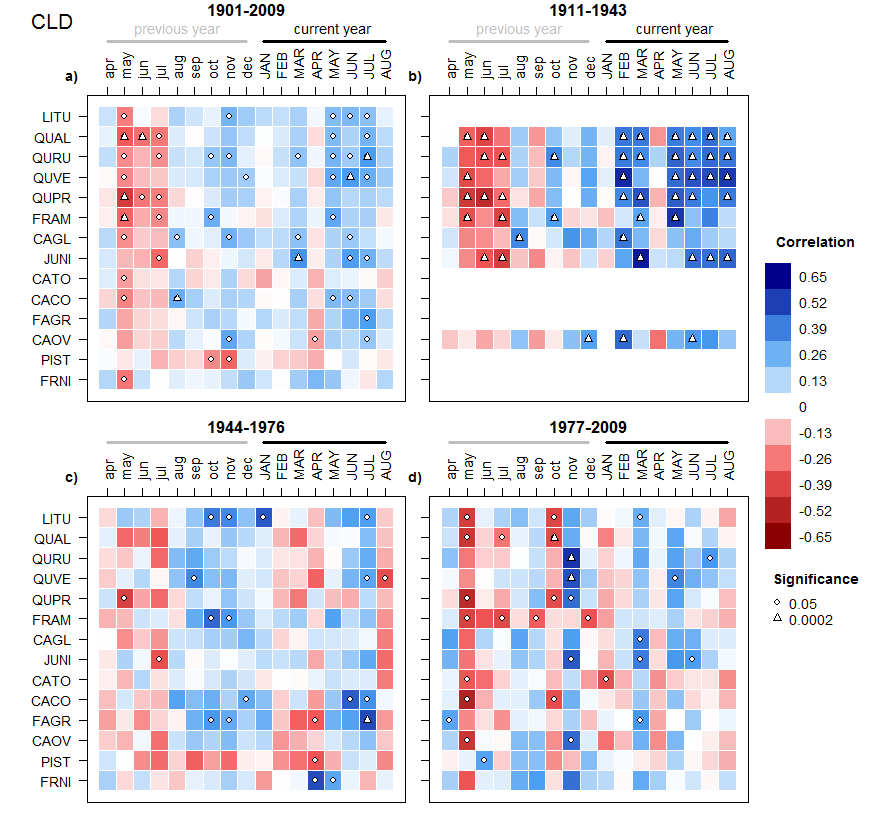 CLD
1901-2009
previous year current year
a)
apr may jun jul aug sep oct nov dec JAN FEB MAR APR MAY JUN JUL AUG
LITU
QUAL
QURU
QUVE
QUPR
FRAM
CAGL
JUNI
CATO
CACO
FAGR
CAOV
PIST
FRNI
1911-1943
previous year current year
b)
apr may jun jul aug sep oct nov dec JAN FEB MAR APR MAY JUN JUL AUG
1944-1976
c)
apr may jun jul aug sep oct nov dec JAN FEB MAR APR MAY JUN JUL AUG
LITU
QUAL
QURU
QUVE
QUPR
FRAM
CAGL
JUNI
CATO
CACO
FAGR
CAOV
PIST
FRNI
1977-2009
d)
apr may jun jul aug sep oct nov dec JAN FEB MAR APR MAY JUN JUL AUG
Correlation
0.65
0.52
0.39
0.26
0.13
0
-0.13
-0.26
-0.39
-0.52
-0.65
Significance
0.05
0.0002